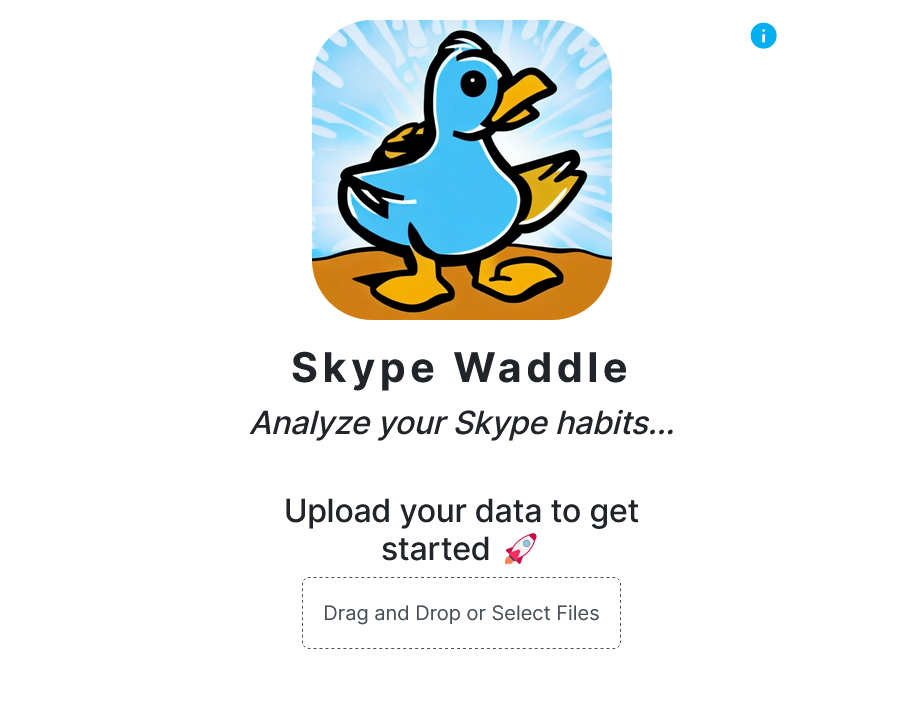 Skype Waddle
Analyze your Skype habits...
Upload your data to get
started 🚀
Drag and Drop or Select Files